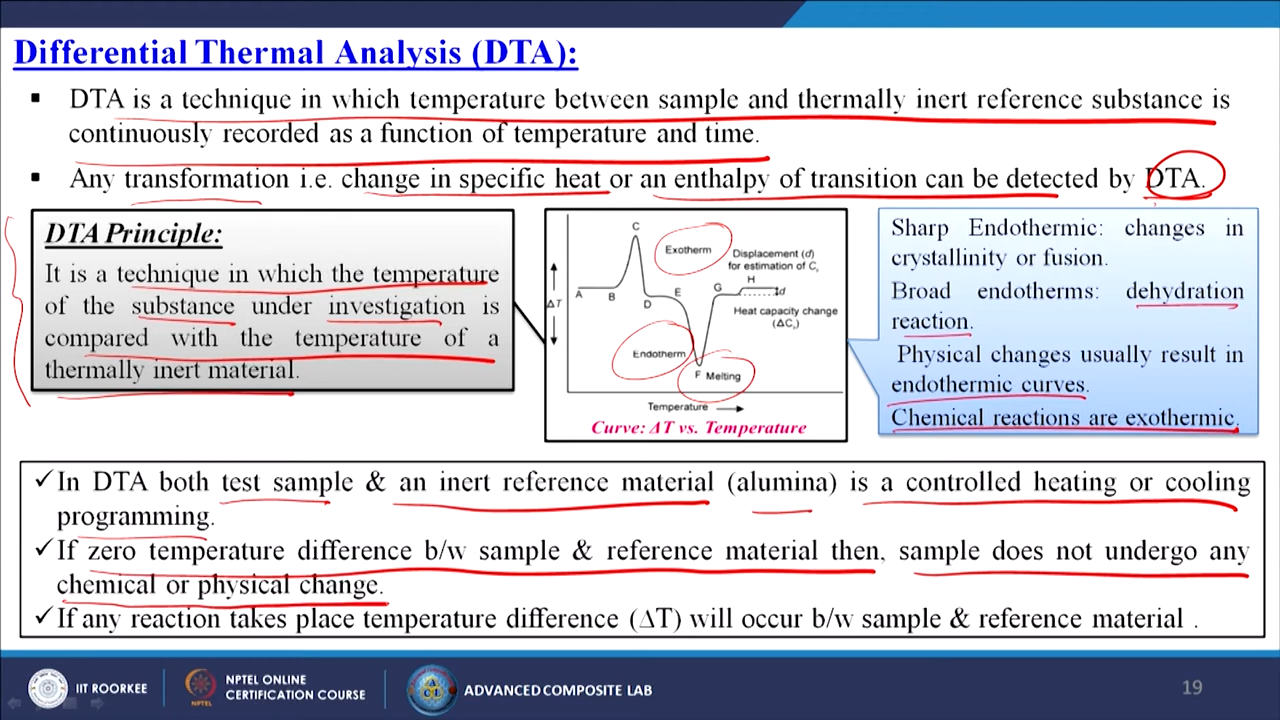 Differential Thermal Analysis (DTA):
▪ DTA is a technique in which temperature between sample and thermally inert reference substance is
continuously recorded as a function of temperature and time.
▪ Any transformation i.e. change in specific heat or an enthalpy of transition can be detected by DTA.
DTA Principle:
It is a technique in which the temperature
of the substance under investigation is
compared with the temperature of a
thermally inert material.
C
Exotherm
Displacement (d)
for estimation of Cₛ
H
A
B
D
E
G
d
ΔT
Heat capacity change
Endotherm
F Melting
Temperature
Curve: ΔT vs. Temperature
Sharp Endothermic: changes in
crystallinity or fusion.
Broad endotherms: dehydration
reaction.
Physical changes usually result in
endothermic curves.
Chemical reactions are exothermic.
✓In DTA both test sample & an inert reference material (alumina) is a controlled heating or cooling
programming.
✓If zero temperature difference b/w sample & reference material then, sample does not undergo any
chemical or physical change.
✓If any reaction takes place temperature difference (ΔT) will occur b/w sample & reference material .
IIT ROORKEE
NPTEL
NPTEL ONLINE
CERTIFICATION COURSE
ADVANCED COMPOSITE LAB
19